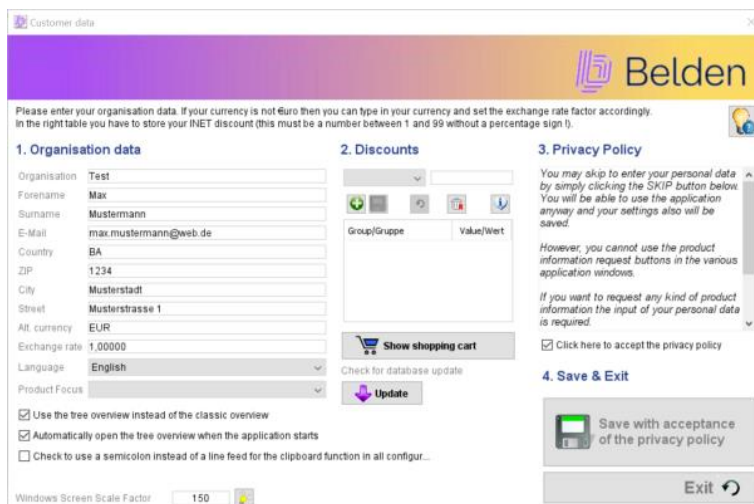 Customer data
Belden
Please enter your organisation data. If your currency is not €uro then you can type in your currency and set the exchange rate factor accordingly.
In the right table you have to store your INET discount (this must be a number between 1 and 99 without a percentage sign !).
1. Organisation data
Organisation Test
Forename Max
Surname Mustermann
E-Mail max.mustermann@web.de
Country BA
ZIP 1234
City Musterstadt
Street Musterstrasse 1
Alt. currency EUR
Exchange rate 1,00000
Language English
Product Focus
Use the tree overview instead of the classic overview
Automatically open the tree overview when the application starts
Check to use a semicolon instead of a line feed for the clipboard function in all configur...
Windows Screen Scale Factor 150
2. Discounts
Group/Gruppe Value/Wert
Show shopping cart
Check for database update
Update
3. Privacy Policy
You may skip to enter your personal data
by simply clicking the SKIP button below.
You will be able to use the application
anyway and your settings also will be
saved.
However, you cannot use the product
information request buttons in the various
application windows.
If you want to request any kind of product
information the input of your personal data
is required.
Click here to accept the privacy policy
4. Save & Exit
Save with acceptance
of the privacy policy
Exit